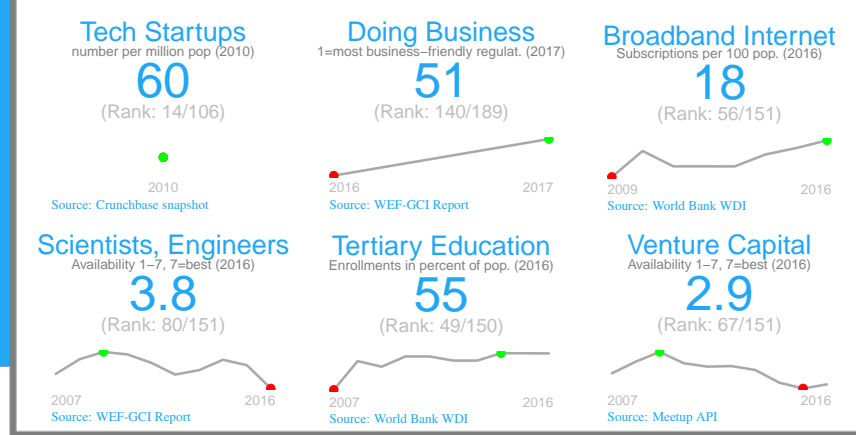 Tech Startups
number per million pop (2010)
60
(Rank: 14/106)
2010
Source: Crunchbase snapshot
Doing Business
1=most business−friendly regulat. (2017)
51
(Rank: 140/189)
2016 2017
Source: WEF-GCI Report
Broadband Internet
Subscriptions per 100 pop. (2016)
18
(Rank: 56/151)
2009 2016
Source: World Bank WDI
Scientists, Engineers
Availability 1−7, 7=best (2016)
3.8
(Rank: 80/151)
2007 2016
Source: WEF-GCI Report
Tertiary Education
Enrollments in percent of pop. (2016)
55
(Rank: 49/150)
2007 2016
Source: World Bank WDI
Venture Capital
Availability 1−7, 7=best (2016)
2.9
(Rank: 67/151)
2007 2016
Source: Meetup API